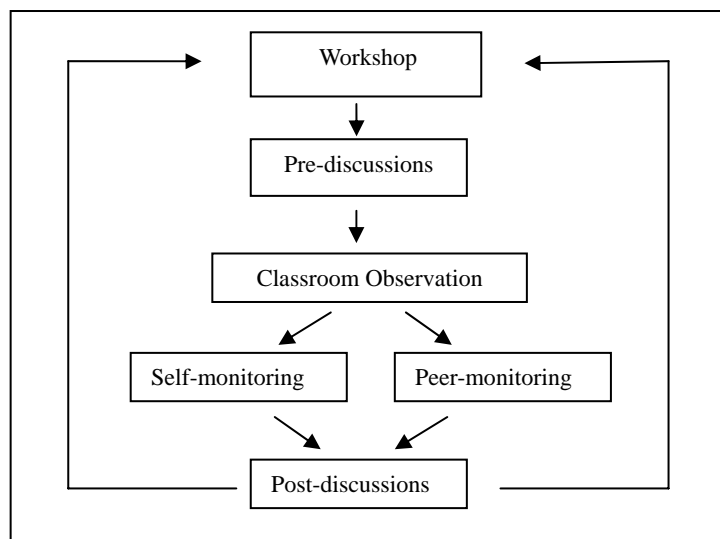 Workshop
Pre-discussions
Classroom Observation
Self-monitoring
Peer-monitoring
Post-discussions